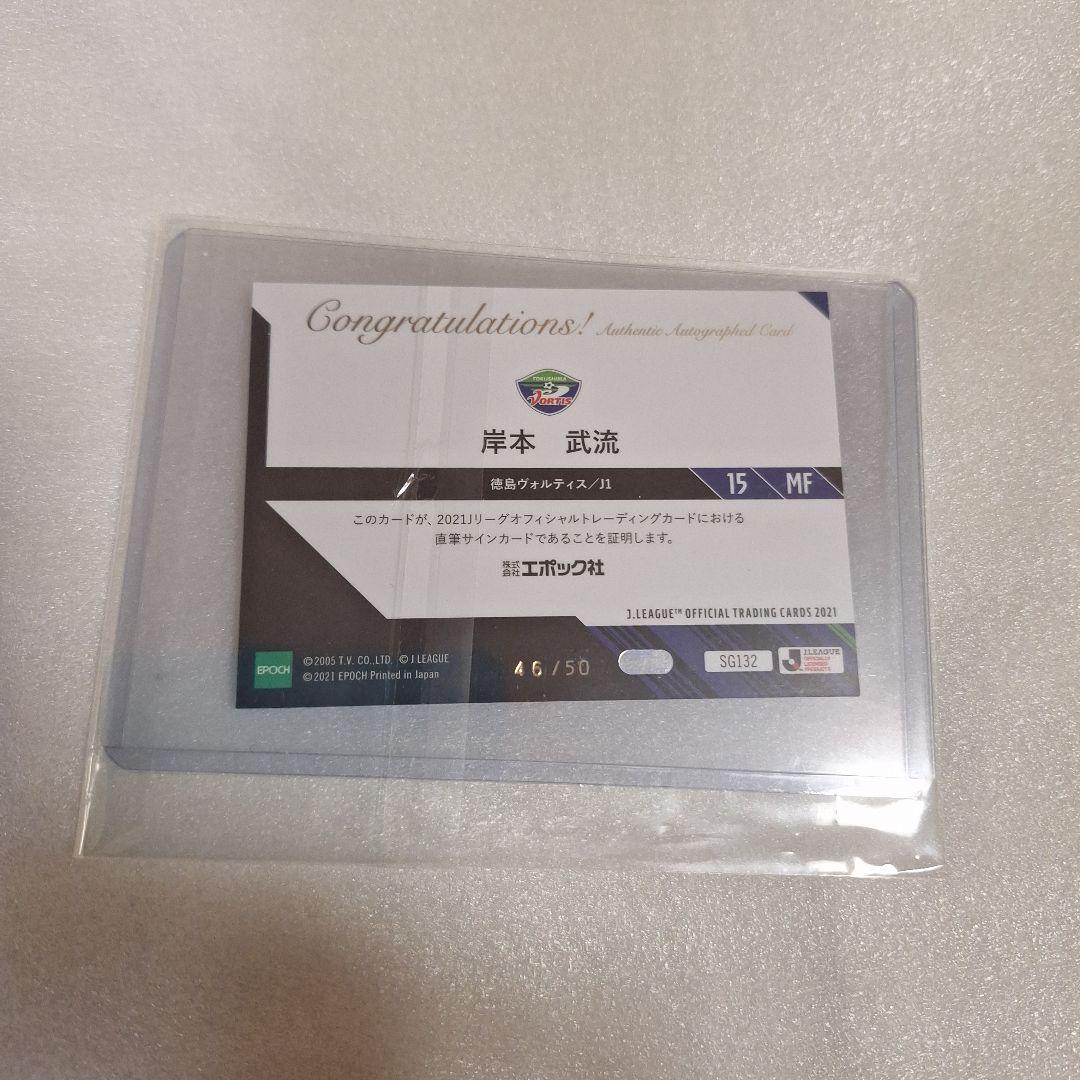 Congratulations! Authentic Autographed Card
TOKUSHIMA
VORTIS
岸本　武流
徳島ヴォルティス／J1
15 MF
このカードが、2021Jリーグオフィシャルトレーディングカードにおける
直筆サインカードであることを証明します。
株式会社エポック社
J.LEAGUE™ OFFICIAL TRADING CARDS 2021
EPOCH
©2005 T.V. CO.,LTD. © J.LEAGUE
©2021 EPOCH Printed in Japan
46/50
SG132
J.LEAGUE
OFFICIALLY
LICENSED
PRODUCTS